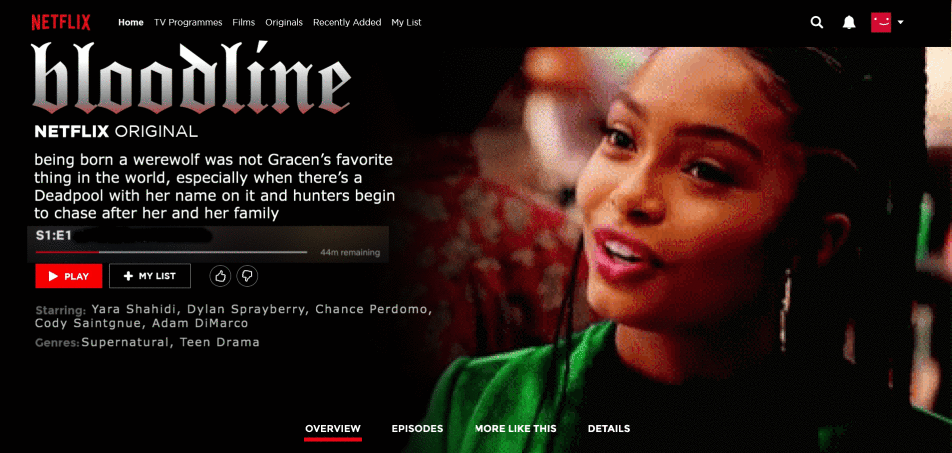 NETFLIX Home TV Programmes Films Originals Recently Added My List
bloodline
NETFLIX ORIGINAL
being born a werewolf was not Gracen's favorite
thing in the world, especially when there's a
Deadpool with her name on it and hunters begin
to chase after her and her family
S1:E1
44m remaining
PLAY MY LIST
Starring: Yara Shahidi, Dylan Sprayberry, Chance Perdomo,
Cody Saintgnue, Adam DiMarco
Genres: Supernatural, Teen Drama
OVERVIEW EPISODES MORE LIKE THIS DETAILS